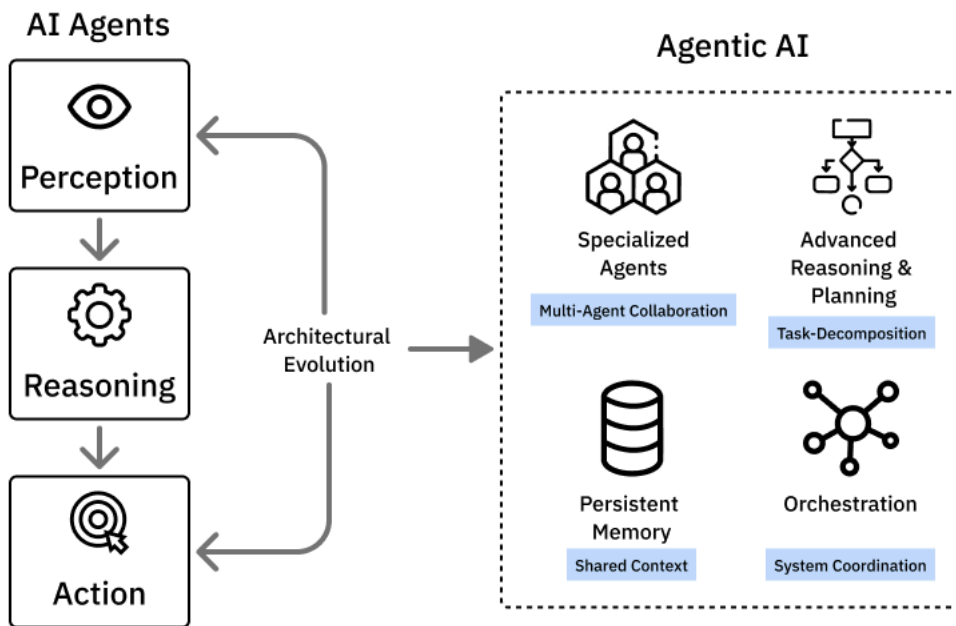 AI Agents
Perception
Reasoning
Action
Architectural
Evolution
Agentic AI
Specialized
Agents
Multi-Agent Collaboration
Advanced
Reasoning &
Planning
Task-Decomposition
Persistent
Memory
Shared Context
Orchestration
System Coordination